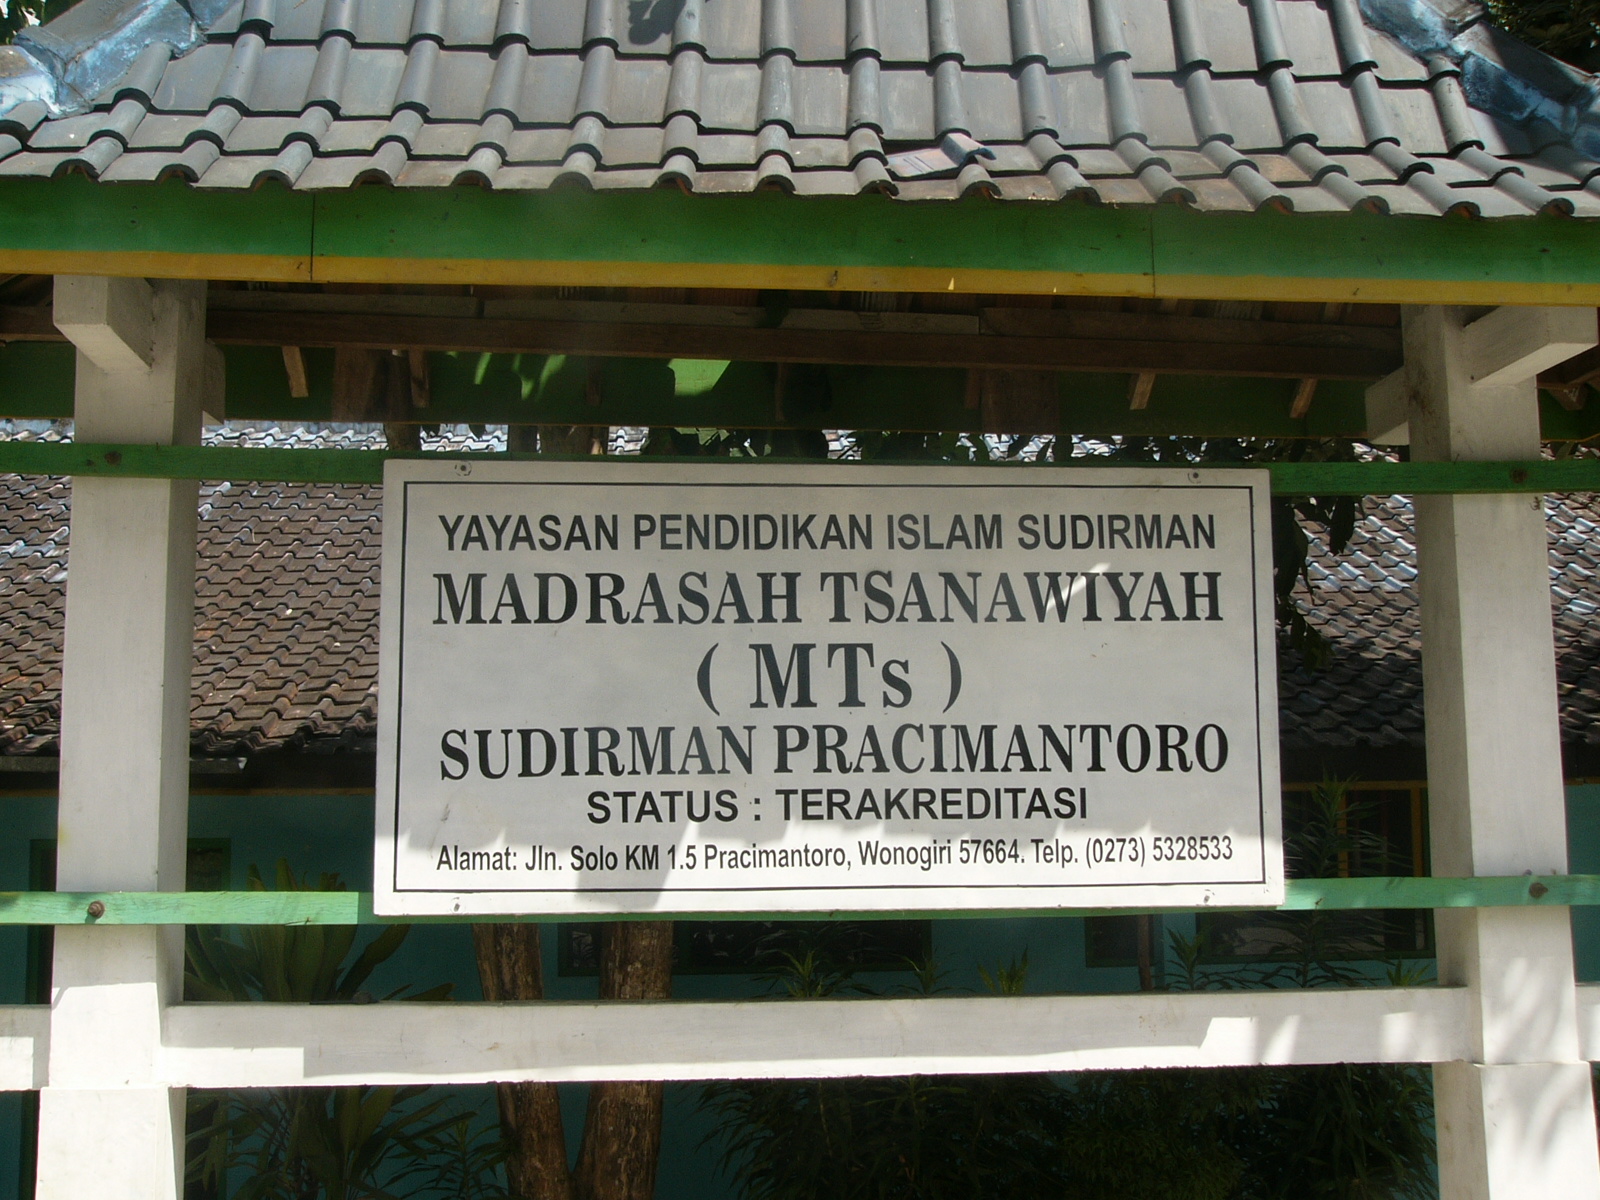 YAYASAN PENDIDIKAN ISLAM SUDIRMAN
MADRASAH TSANAWIYAH
( MTs )
SUDIRMAN PRACIMANTORO
STATUS : TERAKREDITASI
Alamat: Jln. Solo KM 1.5 Pracimantoro, Wonogiri 57664. Telp. (0273) 5328533